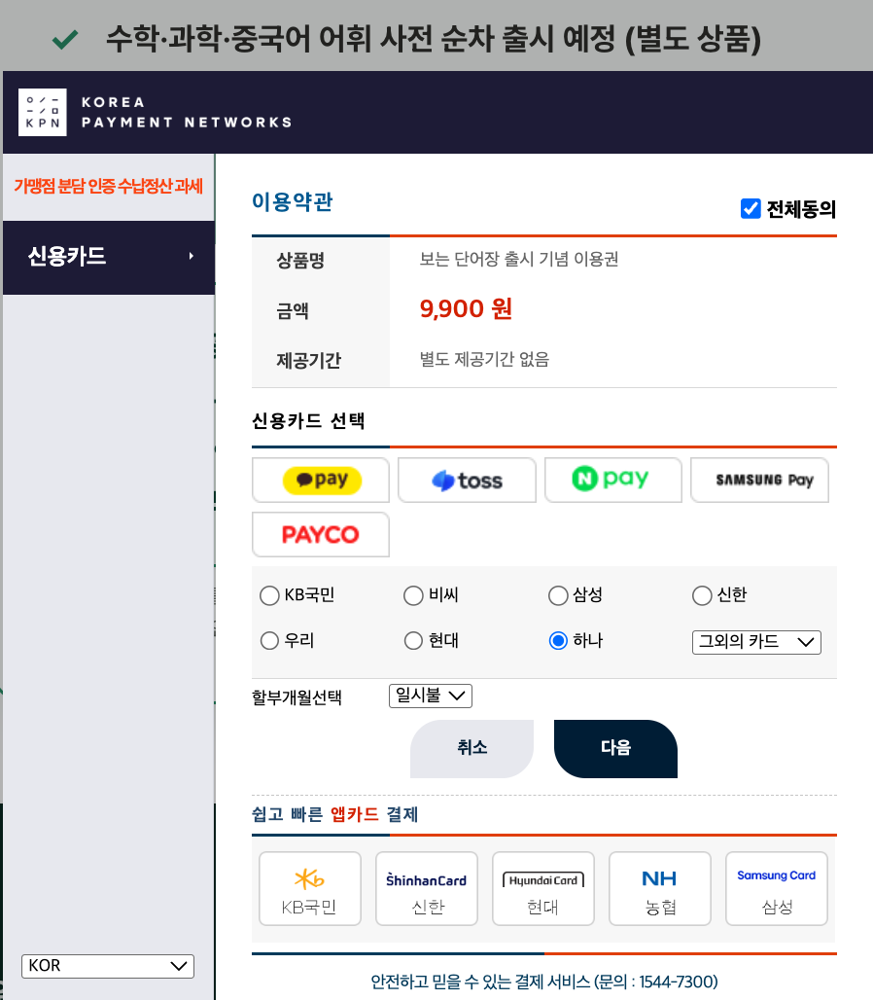 수학·과학·중국어 어휘 사전 순차 출시 예정 (별도 상품)
KPN
KOREA
PAYMENT NETWORKS
가맹점 분담 인증 수납정산 과세
신용카드
이용약관
전체동의
상품명 보는 단어장 출시 기념 이용권
금액 9,900 원
제공기간 별도 제공기간 없음
신용카드 선택
pay toss N pay SAMSUNG Pay
PAYCO
KB국민 비씨 삼성 신한
우리 현대 하나 그외의 카드
할부개월선택 일시불
취소 다음
쉽고 빠른 앱카드 결제
Kb ShinhanCard HyundaiCard NH Samsung Card
KB국민 신한 현대 농협 삼성
KOR
안전하고 믿을 수 있는 결제 서비스 (문의 : 1544-7300)